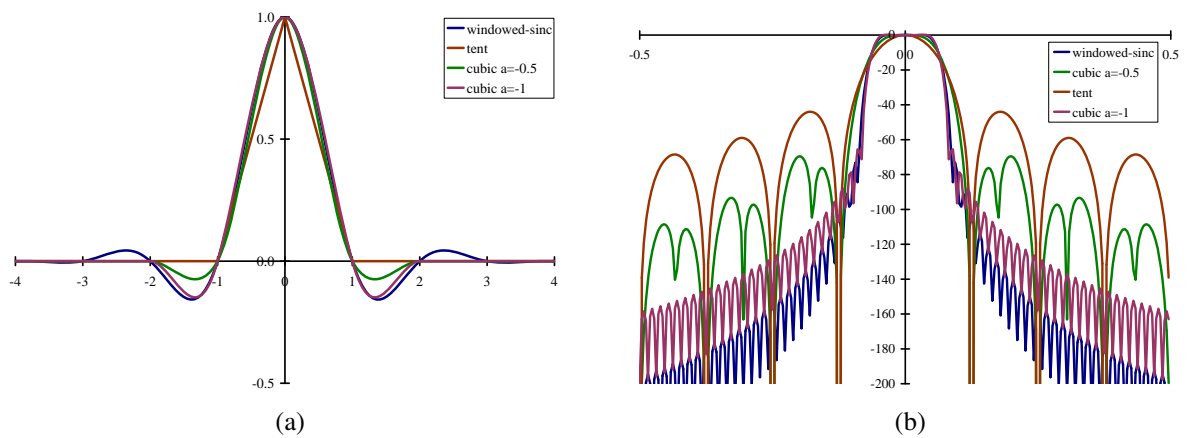 1.0
windowed-sinc
tent
cubic a=-0.5
cubic a=-1
0.5
0.0
-4 -3 -2 -1 0 1 2 3 4
-0.5
(a)
0
-0.5 0.0 0.5
windowed-sinc
cubic a=-0.5
tent
cubic a=-1
-20
-40
-60
-80
-100
-120
-140
-160
-180
-200
(b)